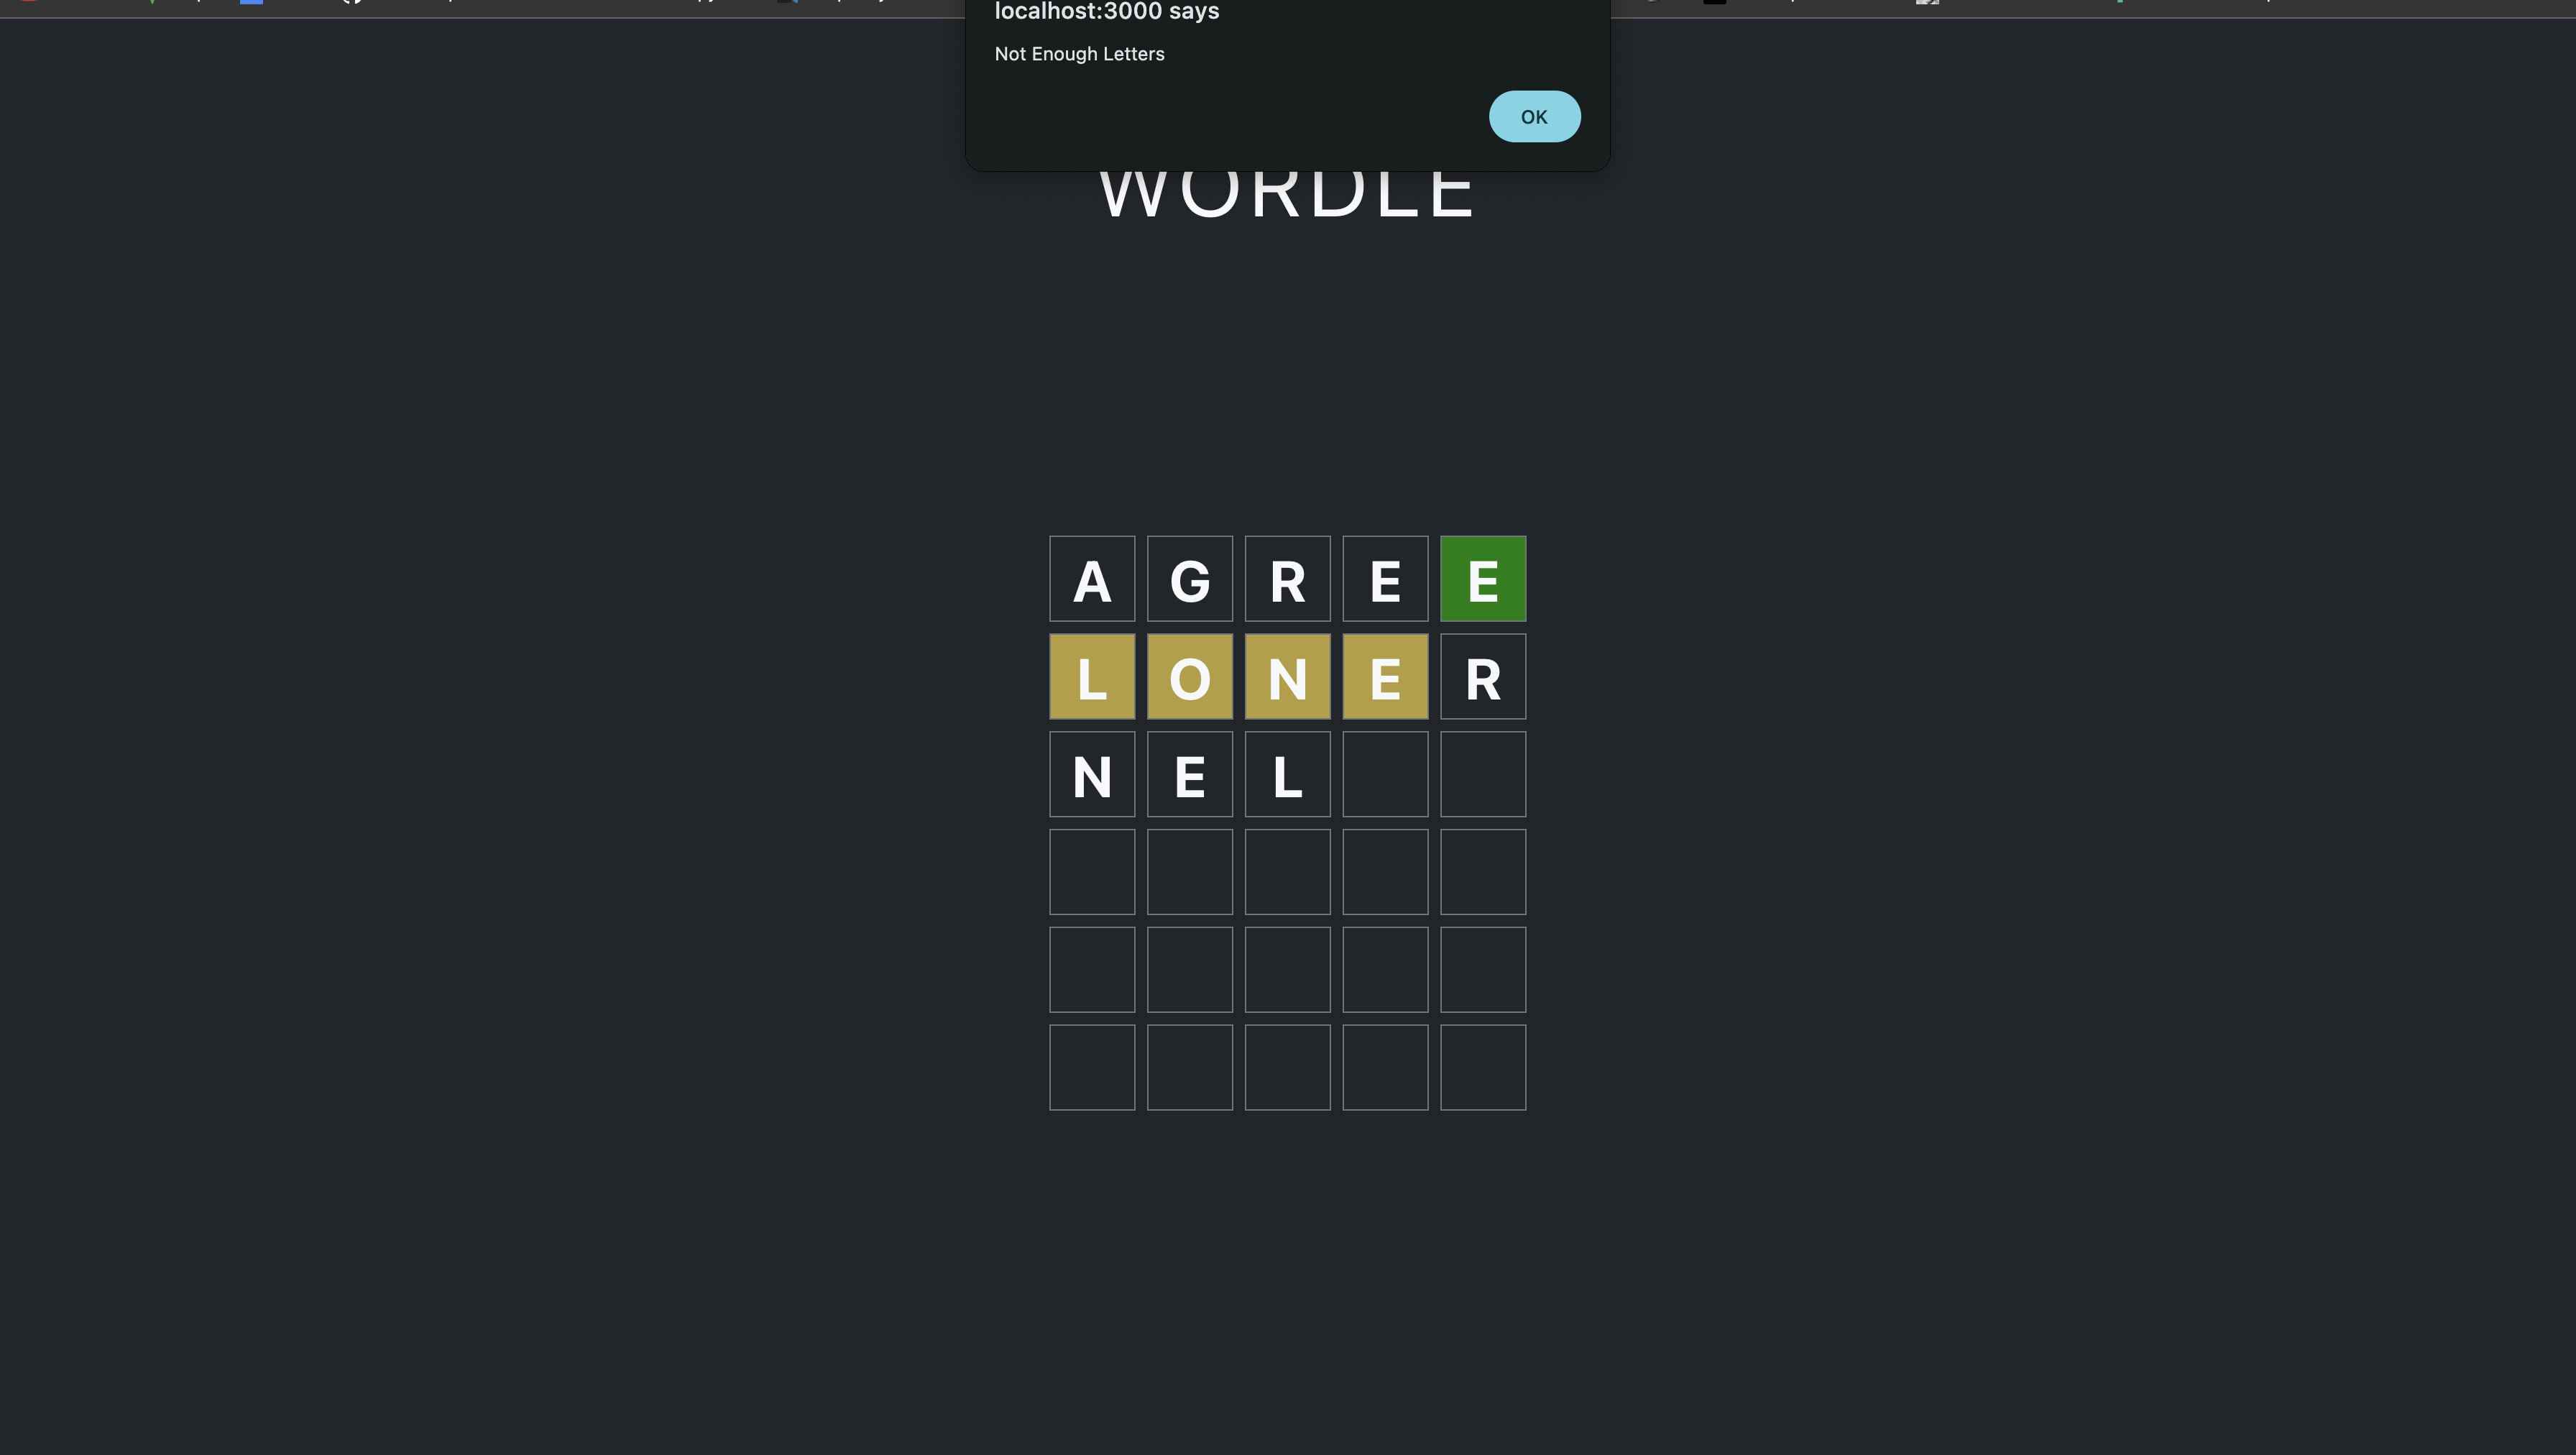 localhost:3000 says
Not Enough Letters
OK
WORDLE
A G R E E
L O N E R
N E L